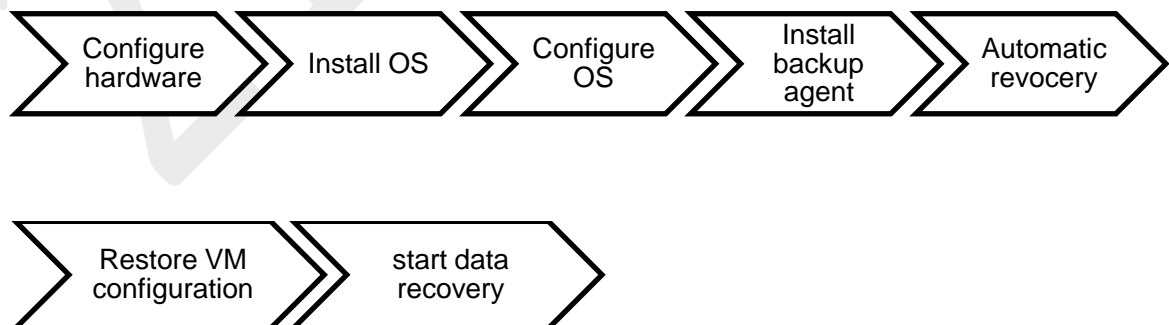 Configure
hardware
Install OS
Configure
OS
Install
backup
agent
Automatic
revocery
Restore VM
configuration
start data
recovery